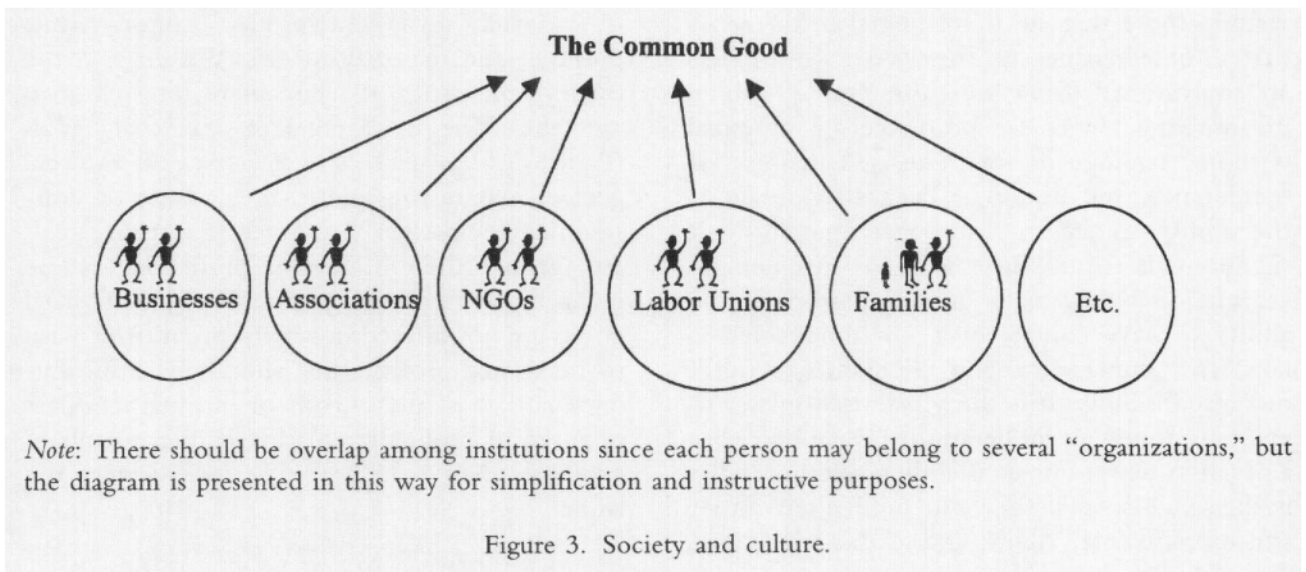 The Common Good
Businesses Associations NGOs Labor Unions Families Etc.
Note: There should be overlap among institutions since each person may belong to several “organizations,” but
the diagram is presented in this way for simplification and instructive purposes.
Figure 3. Society and culture.